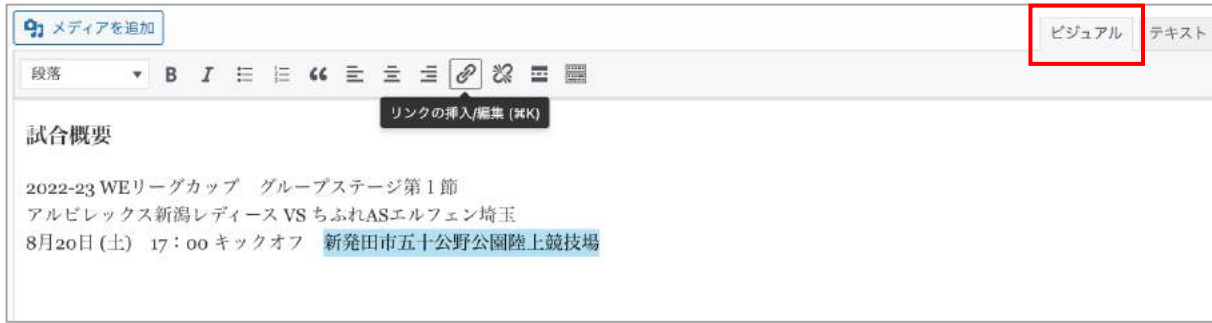 メディアを追加
ビジュアル テキスト
段落
リンクの挿入/編集 (⌘K)
試合概要
2022-23 WEリーグカップ　グループステージ第１節
アルビレックス新潟レディース VS ちふれASエルフェン埼玉
8月20日 (土)　17：00 キックオフ　新発田市五十公野公園陸上競技場